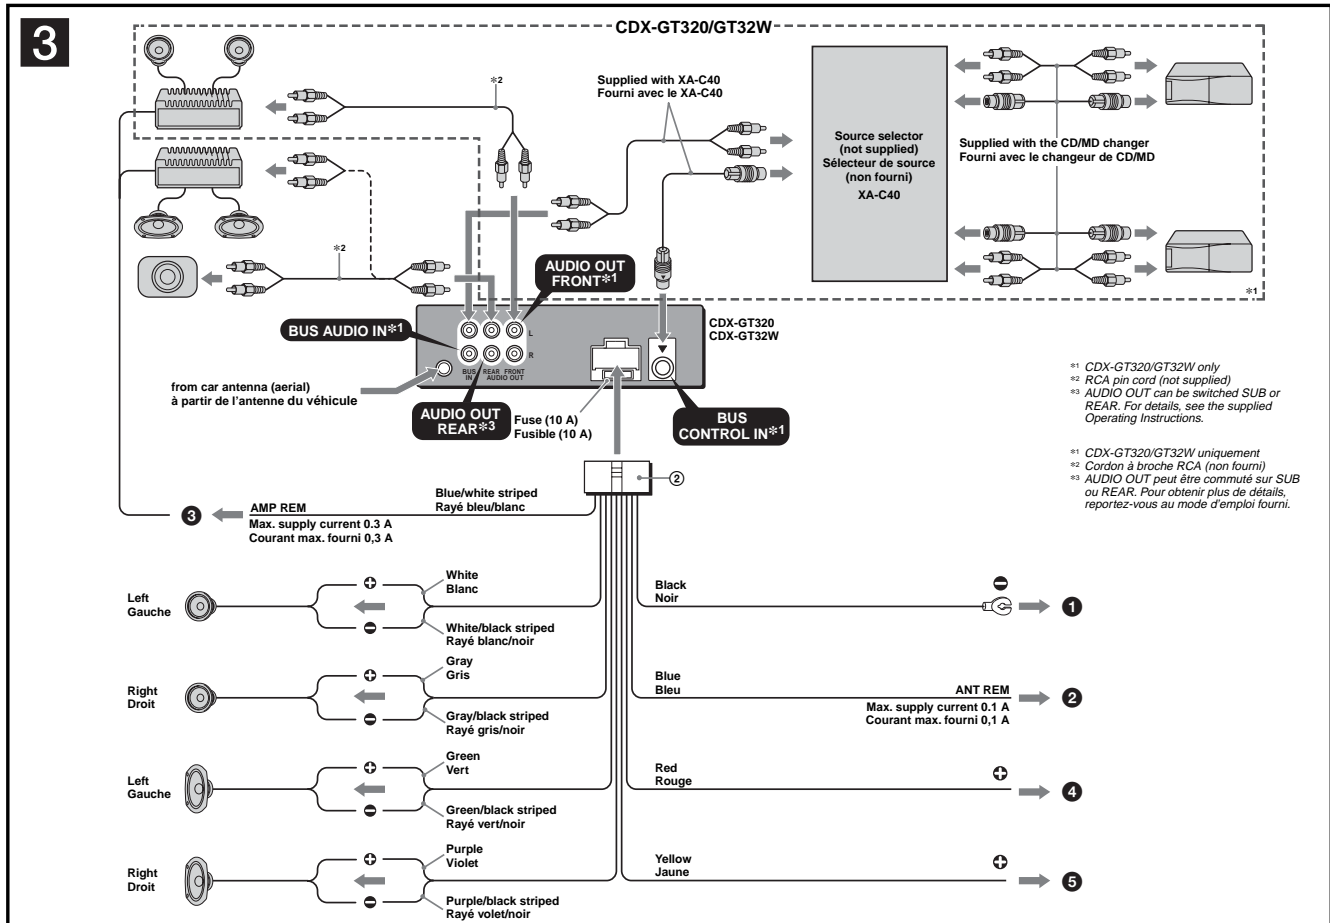 3
CDX-GT320/GT32W
*2
Supplied with XA-C40
Fourni avec le XA-C40
Source selector
(not supplied)
Sélecteur de source
(non fourni)
XA-C40
Supplied with the CD/MD changer
Fourni avec le changeur de CD/MD
*2
*1
AUDIO OUT
FRONT*1
BUS AUDIO IN*1
L
R
BUS IN
REAR FRONT
AUDIO OUT
CDX-GT320
CDX-GT32W
from car antenna (aerial)
à partir de l'antenne du véhicule
AUDIO OUT
REAR*3
Fuse (10 A)
Fusible (10 A)
BUS
CONTROL IN*1
*1 CDX-GT320/GT32W only
*2 RCA pin cord (not supplied)
*3 AUDIO OUT can be switched SUB or
REAR. For details, see the supplied
Operating Instructions.
*1 CDX-GT320/GT32W uniquement
*2 Cordon à broche RCA (non fourni)
*3 AUDIO OUT peut être commuté sur SUB
ou REAR. Pour obtenir plus de détails,
reportez-vous au mode d'emploi fourni.
②
❸
AMP REM
Max. supply current 0.3 A
Courant max. fourni 0,3 A
Blue/white striped
Rayé bleu/blanc
Left
Gauche
White
Blanc
White/black striped
Rayé blanc/noir
Black
Noir
❶
Right
Droit
Gray
Gris
Gray/black striped
Rayé gris/noir
Blue
Bleu
ANT REM
Max. supply current 0.1 A
Courant max. fourni 0,1 A
❷
Left
Gauche
Green
Vert
Green/black striped
Rayé vert/noir
Red
Rouge
❹
Right
Droit
Purple
Violet
Purple/black striped
Rayé volet/noir
Yellow
Jaune
❺